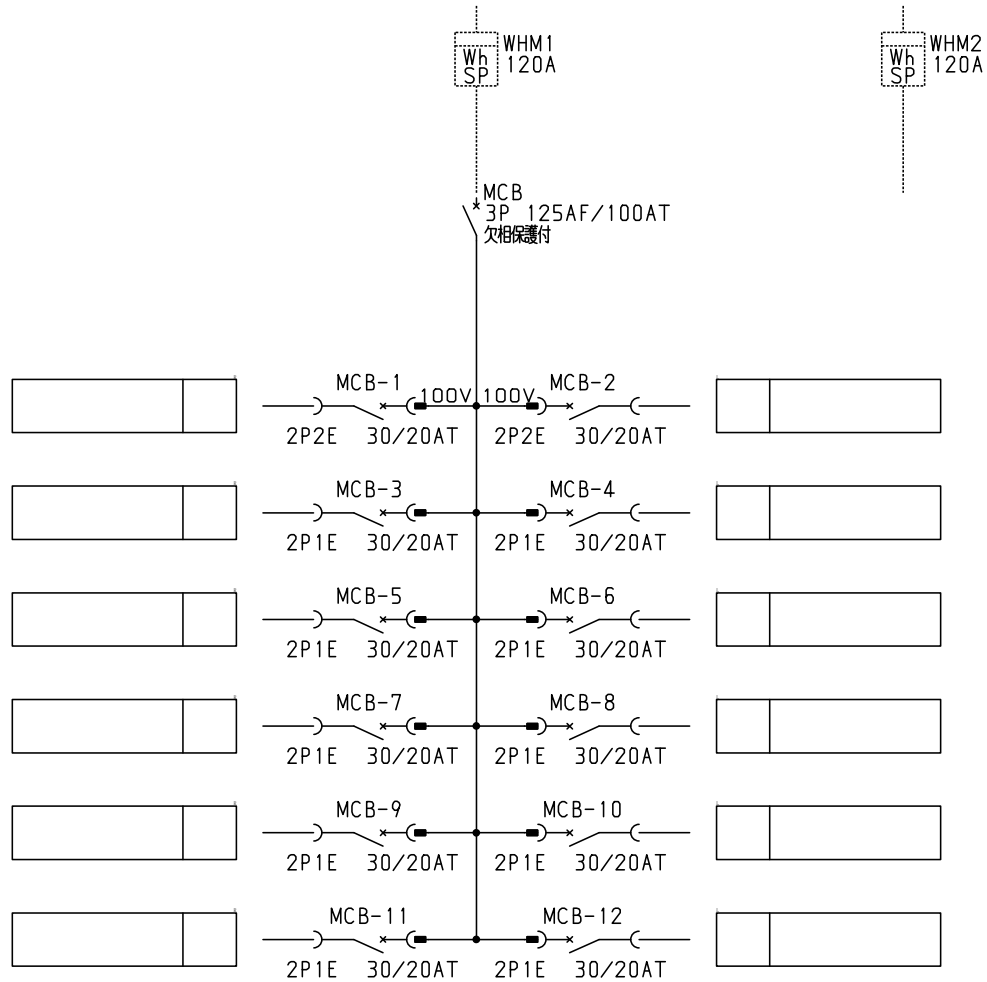 WHM1
120A
Wh
SP
WHM2
120A
Wh
SP
MCB
3P 125AF/100AT
欠相保護付
MCB-1
100V
100V
MCB-2
2P2E 30/20AT
2P2E 30/20AT
MCB-3
MCB-4
2P1E 30/20AT
2P1E 30/20AT
MCB-5
MCB-6
2P1E 30/20AT
2P1E 30/20AT
MCB-7
MCB-8
2P1E 30/20AT
2P1E 30/20AT
MCB-9
MCB-10
2P1E 30/20AT
2P1E 30/20AT
MCB-11
MCB-12
2P1E 30/20AT
2P1E 30/20AT